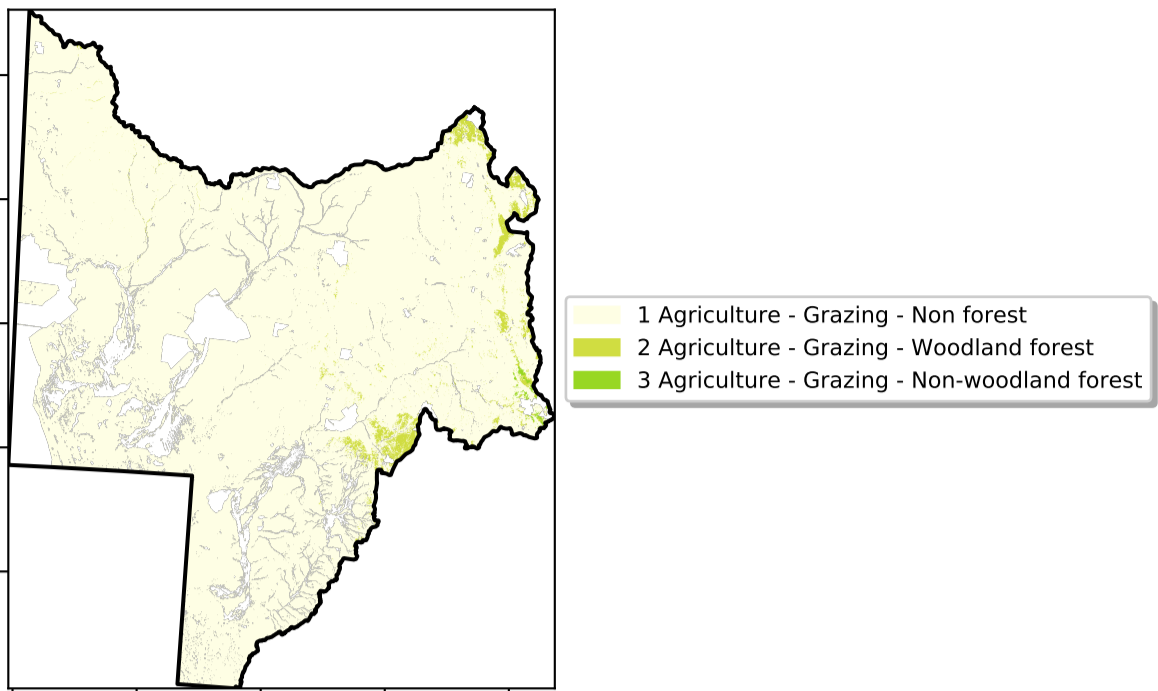 1 Agriculture - Grazing - Non forest
2 Agriculture - Grazing - Woodland forest
3 Agriculture - Grazing - Non-woodland forest